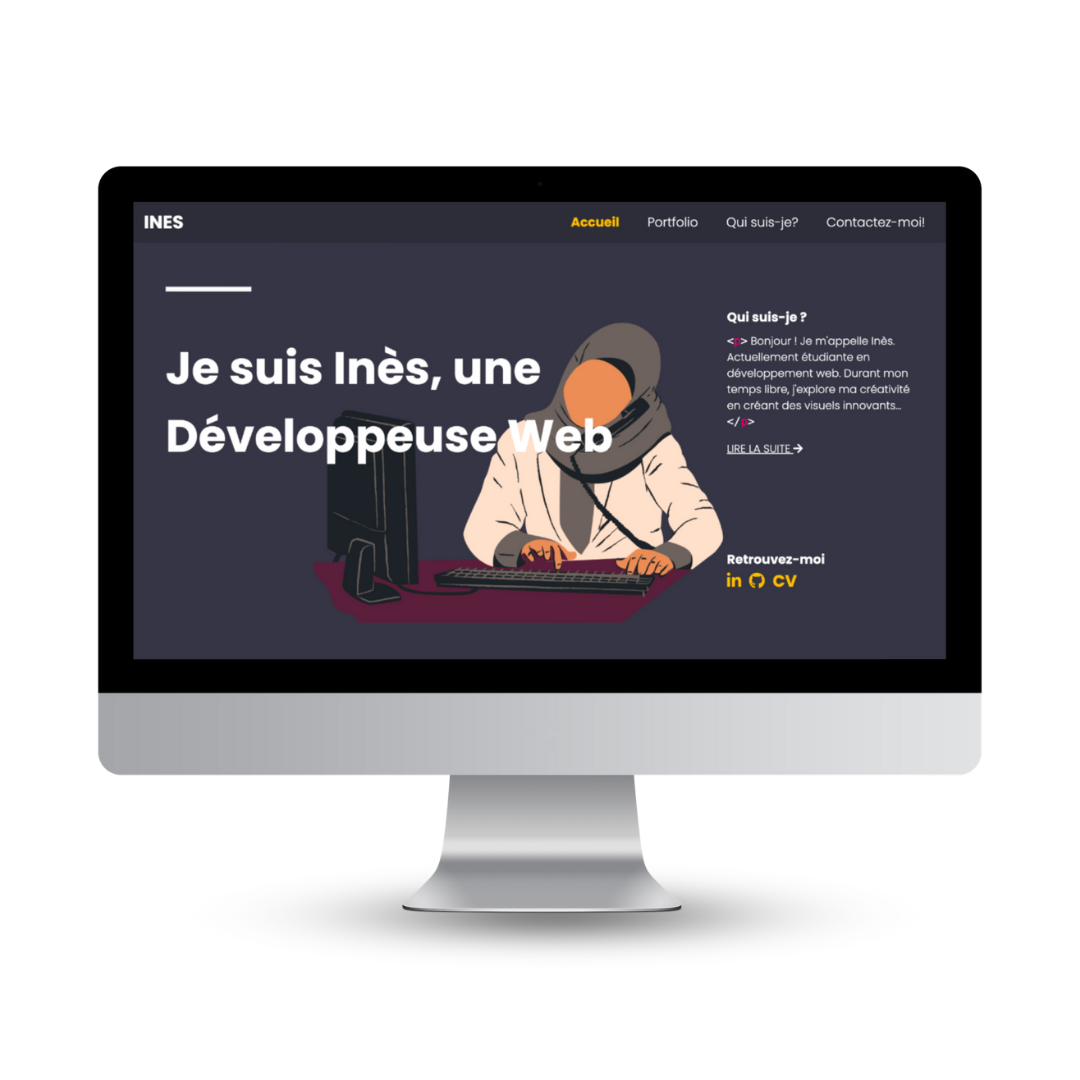 INES
Accueil Portfolio Qui suis-je? Contactez-moi!
Je suis Inès, une
Développeuse Web
Qui suis-je ?
<p> Bonjour ! Je m'appelle Inès.
Actuellement étudiante en
développement web. Durant mon
temps libre, j'explore ma créativité
en créant des visuels innovants...
</p>
LIRE LA SUITE →
Retrouvez-moi
in CV